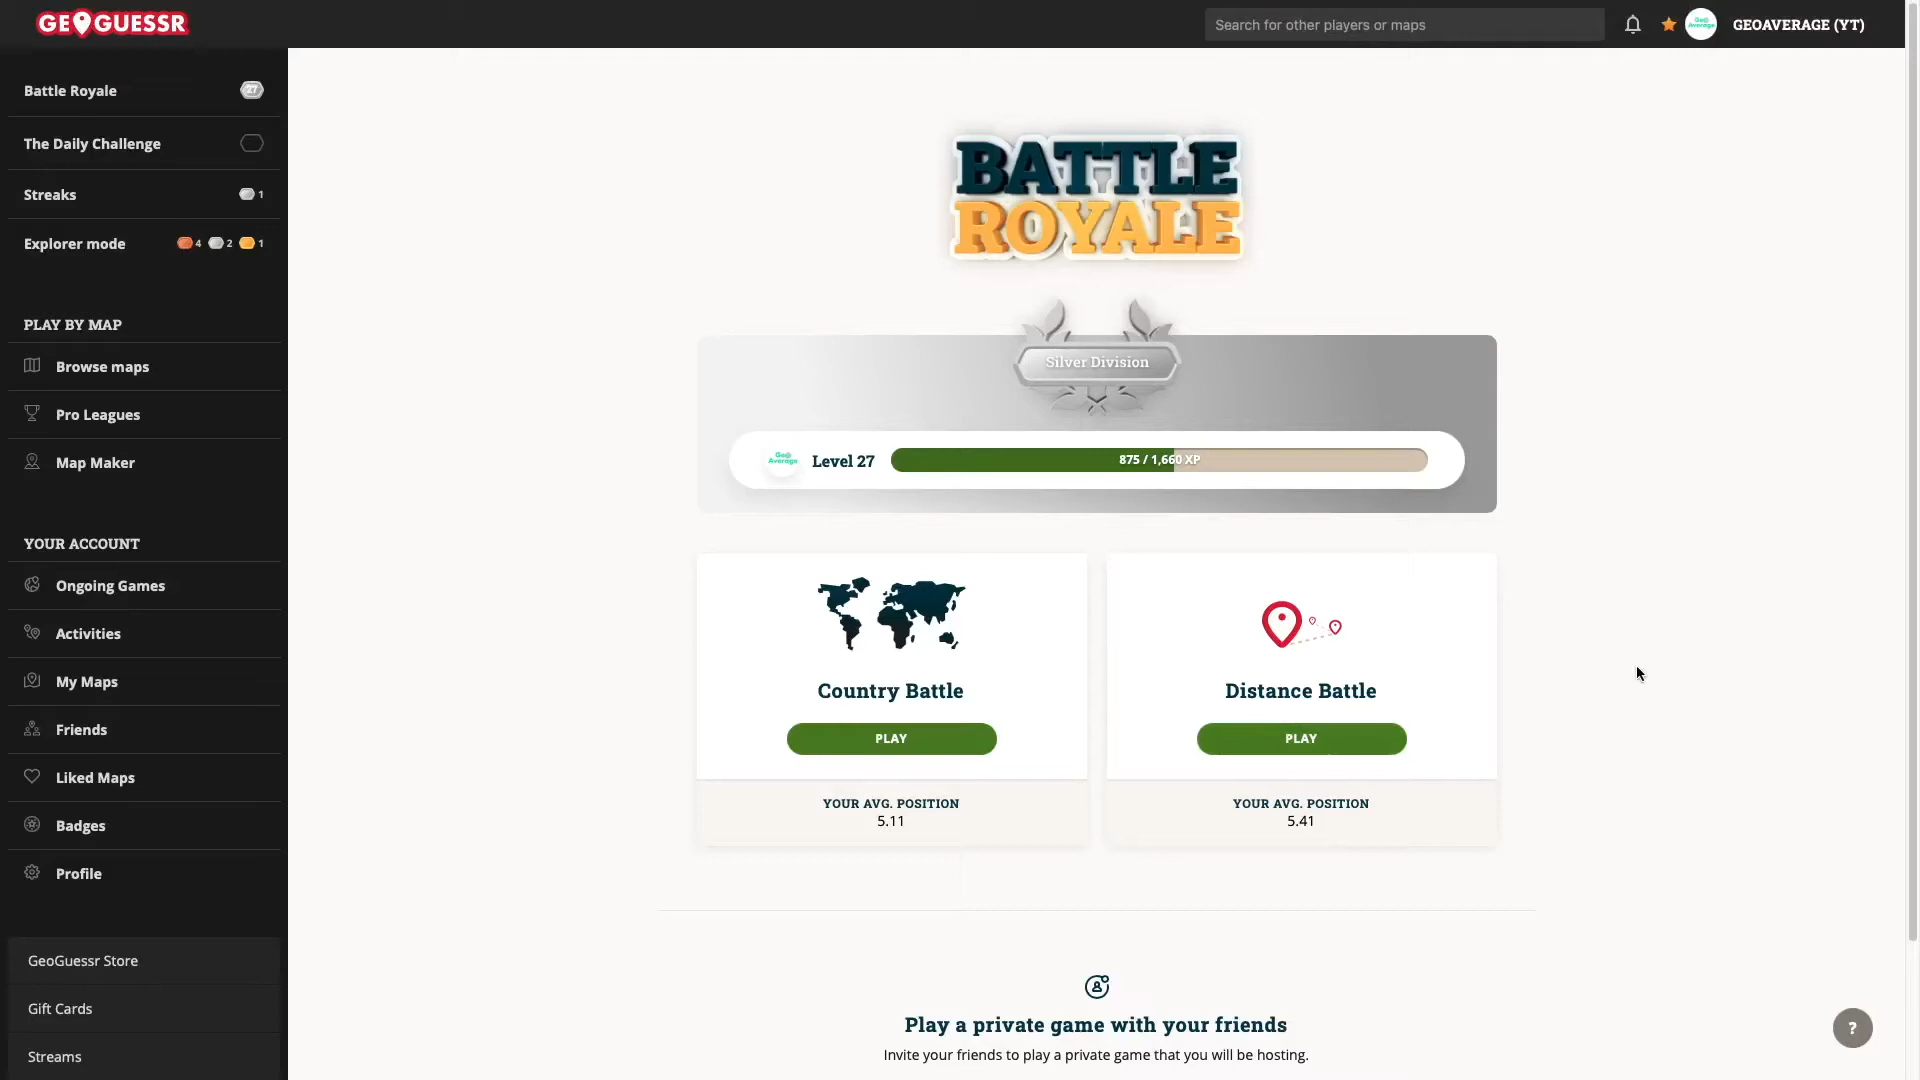 GEOGUESSR
Search for other players or maps
GEOAVERAGE (YT)
Battle Royale
27
The Daily Challenge
Streaks
1
Explorer mode
4 2 1
PLAY BY MAP
Browse maps
Pro Leagues
Map Maker
YOUR ACCOUNT
Ongoing Games
Activities
My Maps
Friends
Liked Maps
Badges
Profile
GeoGuessr Store
Gift Cards
Streams
BATTLE
ROYALE
Silver Division
Geo
Average
Level 27
875 / 1,660 XP
Country Battle
PLAY
YOUR AVG. POSITION
5.11
Distance Battle
PLAY
YOUR AVG. POSITION
5.41
Play a private game with your friends
Invite your friends to play a private game that you will be hosting.
?